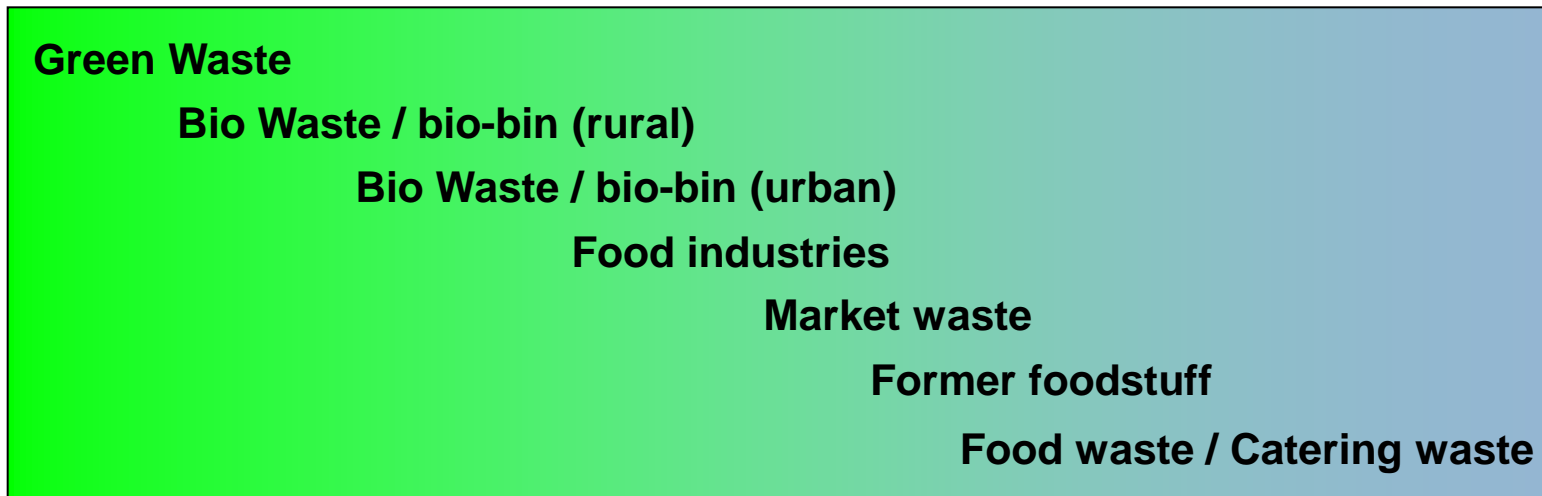 Green Waste
Bio Waste / bio-bin (rural)
Bio Waste / bio-bin (urban)
Food industries
Market waste
Former foodstuff
Food waste / Catering waste